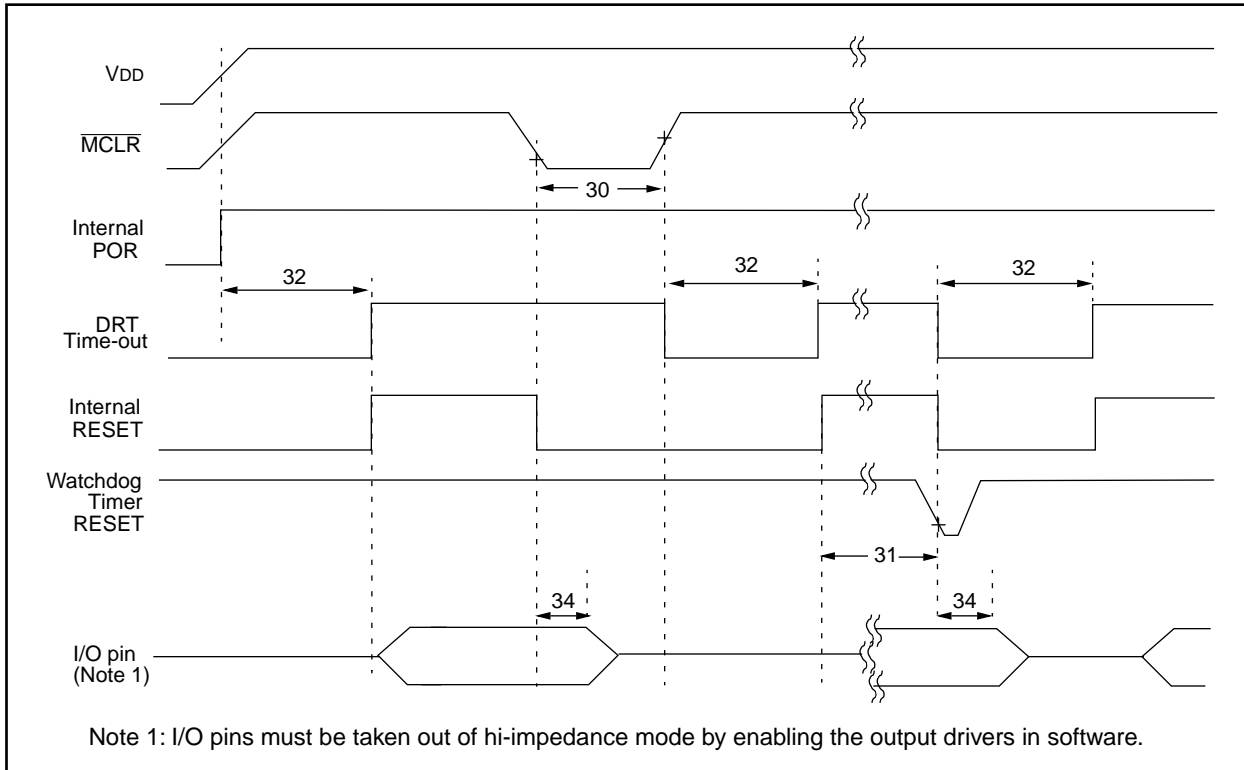 VDD
MCLR
30
Internal
POR
32
32
32
DRT
Time-out
Internal
RESET
Watchdog
Timer
RESET
31
34
34
I/O pin
(Note 1)
Note 1: I/O pins must be taken out of hi-impedance mode by enabling the output drivers in software.